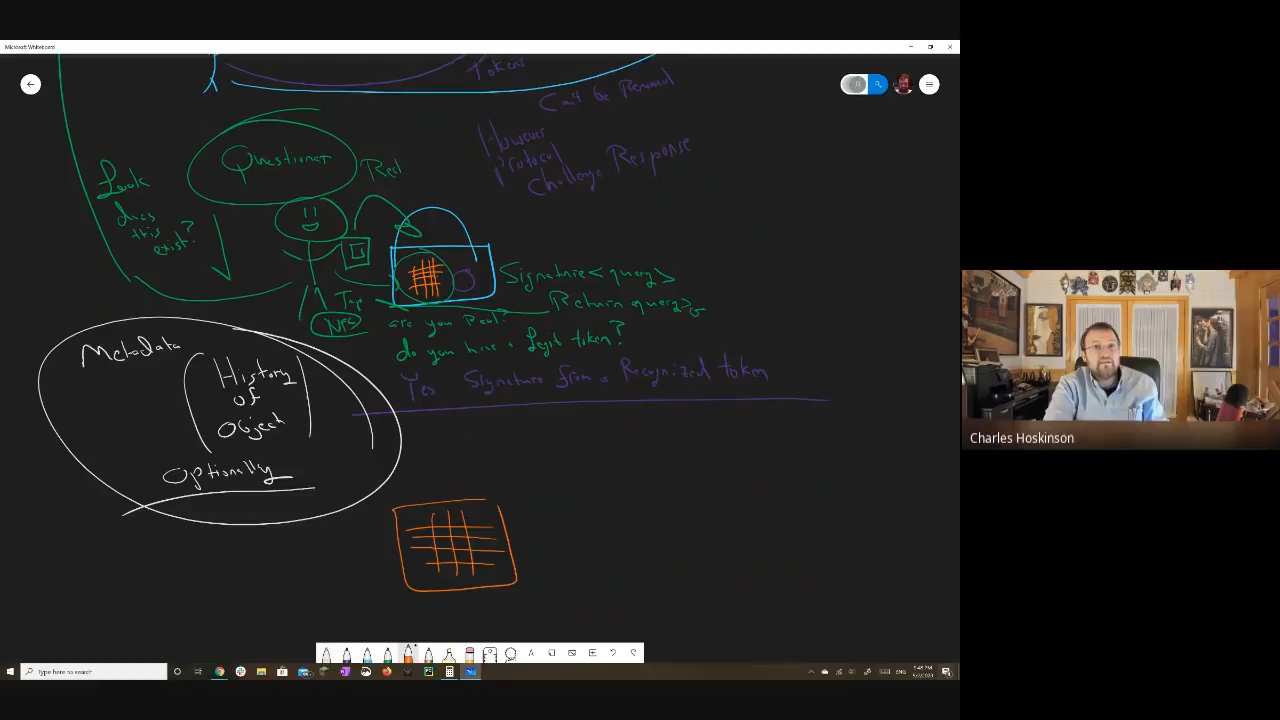 Microsoft Whiteboard
Tokens
Can't be Removed
However
Protocol
Challenge Response
Questioner
Look
does
this
exist?
Tap
NFC
Signature<query>
Return query>
are you Real?
do you have a Legit token?
Yes Signature from a Recognized token
Metadata
History
of
Object
Optionally
Charles Hoskinson
Type here to search
ENG